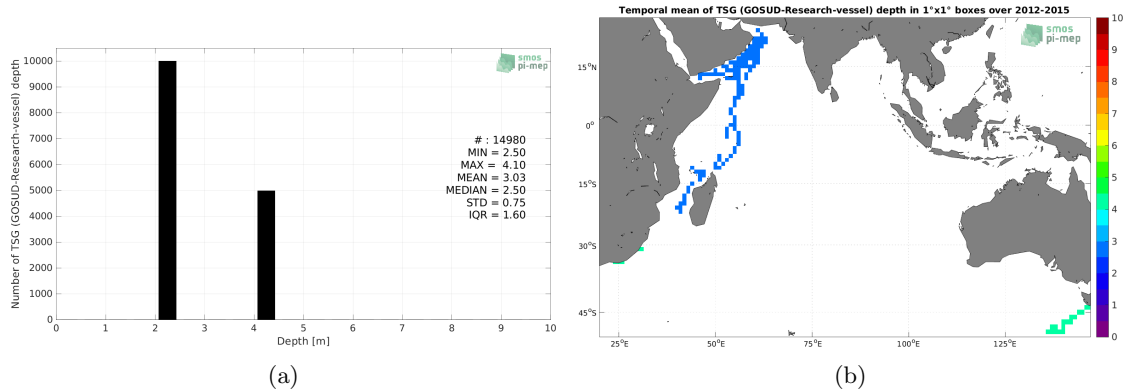 10000
9000
8000
7000
6000
5000
4000
3000
2000
1000
0
Number of TSG (GOSUD-Research-vessel) depth
smos
pi-mep
# : 14980
MIN = 2.50
MAX = 4.10
MEAN = 3.03
MEDIAN = 2.50
STD = 0.75
IQR = 1.60
0 1 2 3 4 5 6 7 8 9 10
Depth [m]
(a)
Temporal mean of TSG (GOSUD-Research-vessel) depth in 1°x1° boxes over 2012-2015
smos
pi-mep
15°N
0°
15°S
30°S
45°S
25°E 50°E 75°E 100°E 125°E
10
9
8
7
6
5
4
3
2
1
0
(b)